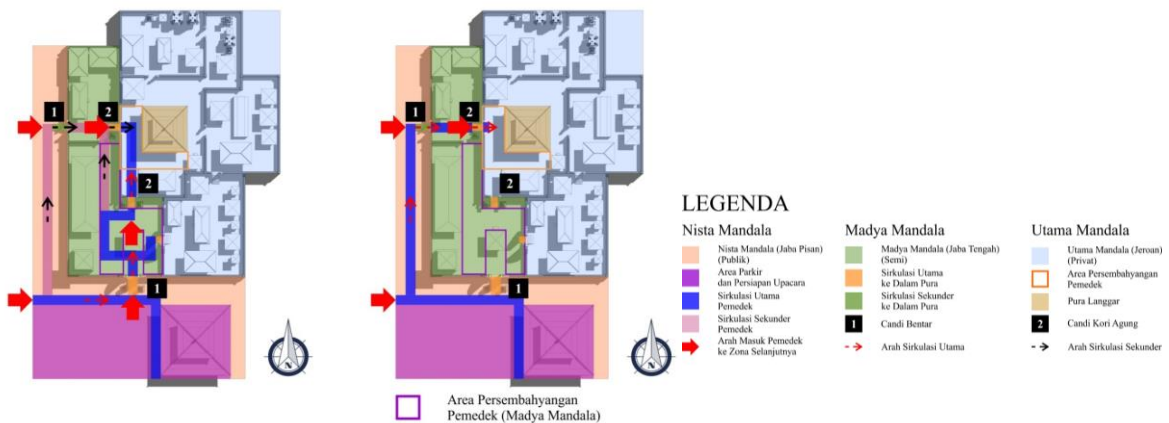 1
2
2
1
N
1
2
2
1
N
Area Persembahyangan
Pemedek (Madya Mandala)
LEGENDA
Nista Mandala
Nista Mandala (Jaba Pisan)
(Publik)
Area Parkir
dan Persiapan Upacara
Sirkulasi Utama
Pemedek
Sirkulasi Sekunder
Pemedek
Arah Masuk Pemedek
ke Zona Selanjutnya
Madya Mandala
Madya Mandala (Jaba Tengah)
(Semi)
Sirkulasi Utama
ke Dalam Pura
Sirkulasi Sekunder
ke Dalam Pura
1 Candi Bentar
Arah Sirkulasi Utama
Utama Mandala
Utama Mandala (Jeroan)
(Privat)
Area Persembahyangan
Pemedek
Pura Langgar
2 Candi Kori Agung
Arah Sirkulasi Sekunder